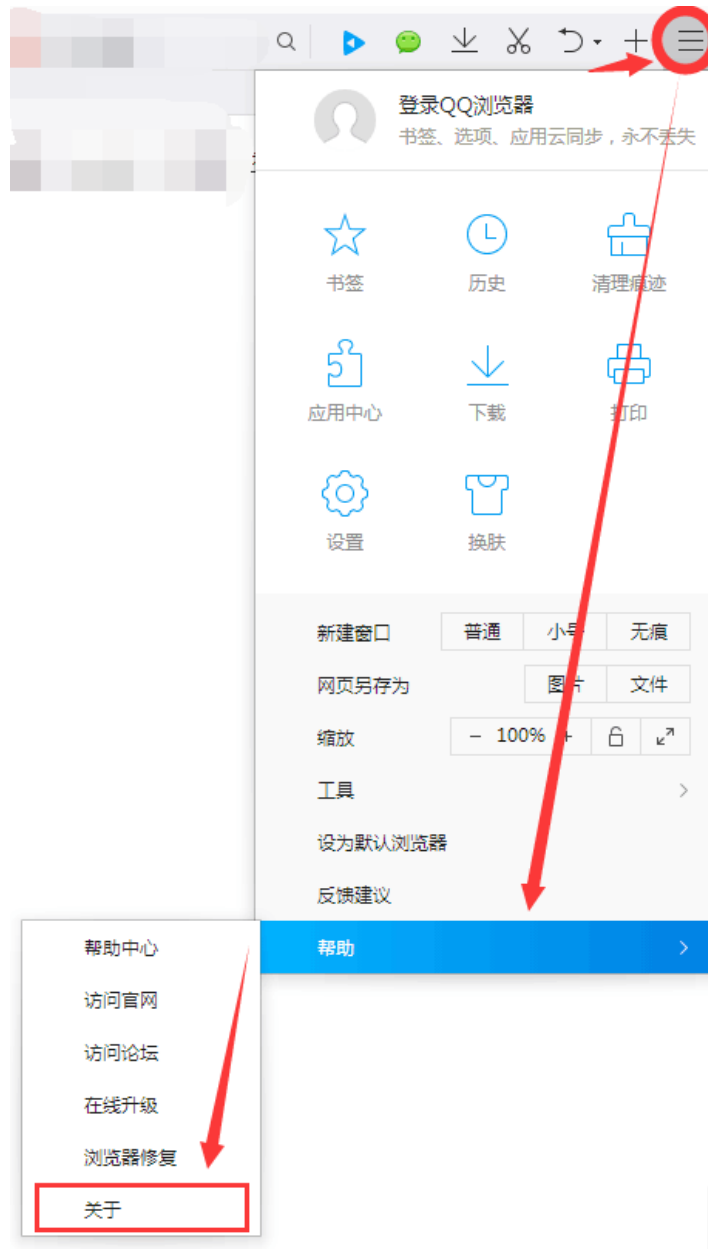 登录QQ浏览器
书签、选项、应用云同步，永不丢失
书签 历史 清理痕迹
应用中心 下载 打印
设置 换肤
新建窗口 普通 小号 无痕
网页另存为 图片 文件
缩放 − 100% +
工具
设为默认浏览器
反馈建议
帮助
帮助中心
访问官网
访问论坛
在线升级
浏览器修复
关于